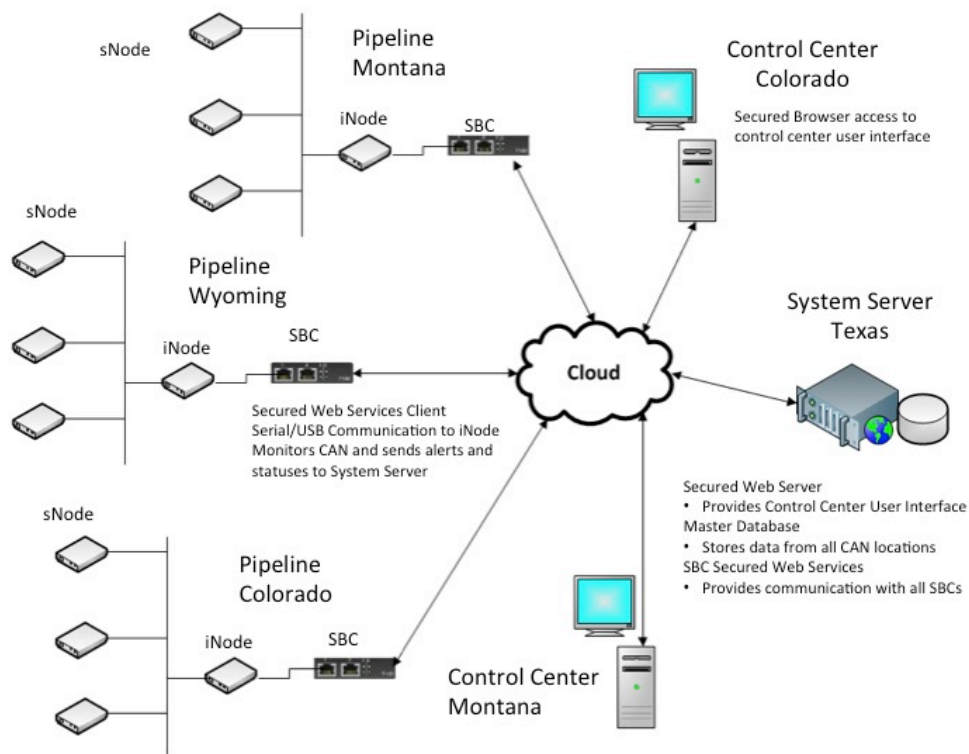 sNode
Pipeline
Montana
iNode
SBC
Control Center
Colorado
Secured Browser access to
control center user interface
sNode
Pipeline
Wyoming
iNode
SBC
Secured Web Services Client
Serial/USB Communication to iNode
Monitors CAN and sends alerts and
statuses to System Server
Cloud
System Server
Texas
Secured Web Server
• Provides Control Center User Interface
Master Database
• Stores data from all CAN locations
SBC Secured Web Services
• Provides communication with all SBCs
sNode
Pipeline
Colorado
iNode
SBC
Control Center
Montana